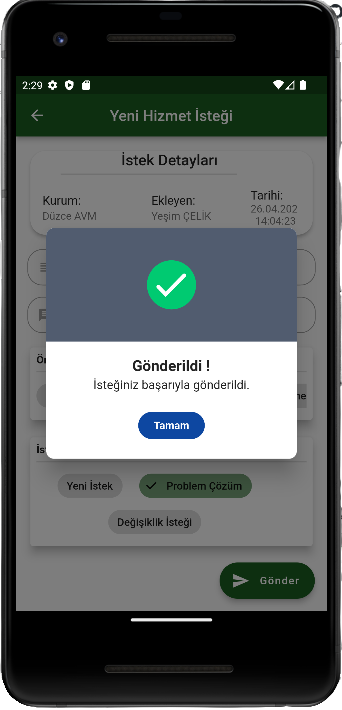 2:29
Yeni Hizmet İsteği
İstek Detayları
Kurum:
Ekleyen:
Tarihi:
Düzce AVM
Yeşim ÇELİK
26.04.202
14:04:23
Gönderildi !
İsteğiniz başarıyla gönderildi.
Tamam
Yeni İstek
Problem Çözüm
Değişiklik İsteği
Gönder